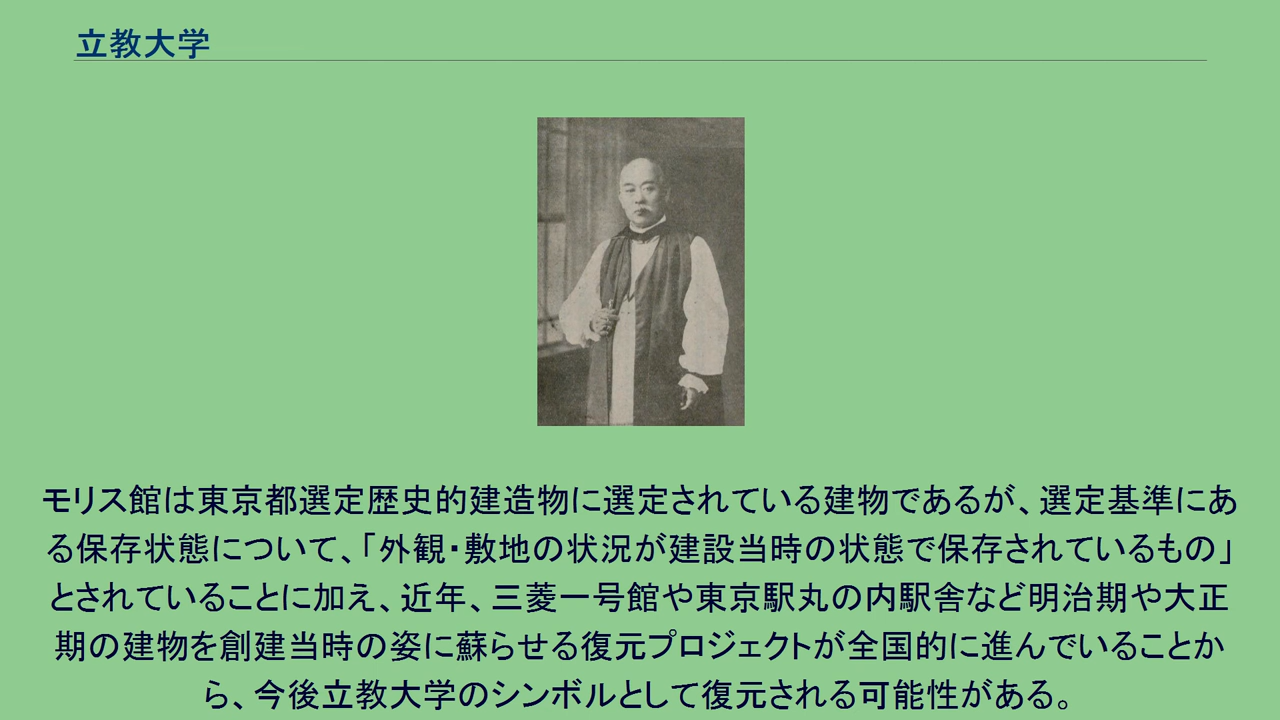 立教大学
モリス館は東京都選定歴史的建造物に選定されている建物であるが、選定基準にあ
る保存状態について、「外観・敷地の状況が建設当時の状態で保存されているもの」
とされていることに加え、近年、三菱一号館や東京駅丸の内駅舎など明治期や大正
期の建物を創建当時の姿に蘇らせる復元プロジェクトが全国的に進んでいることか
ら、今後立教大学のシンボルとして復元される可能性がある。